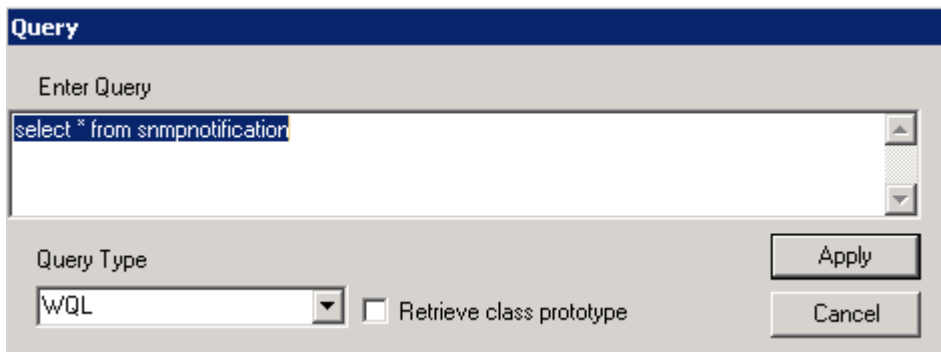 Query
Enter Query
select * from snmpnotification
Query Type
Apply
WQL
Retrieve class prototype
Cancel